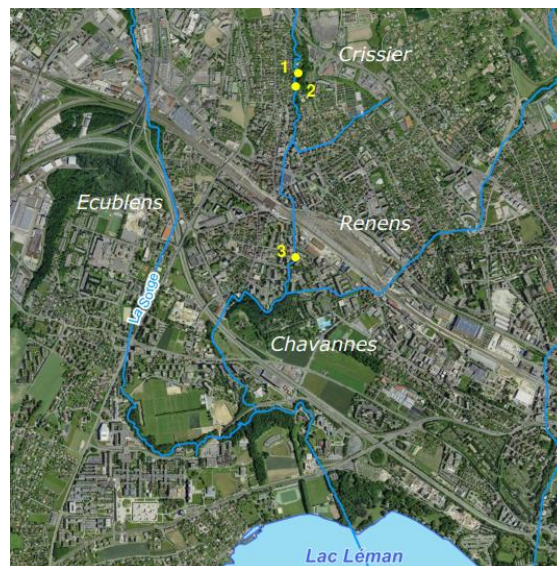 Crissier
1
2
Ecublens
Renens
3
La Sorge
Chavannes
Lac Léman